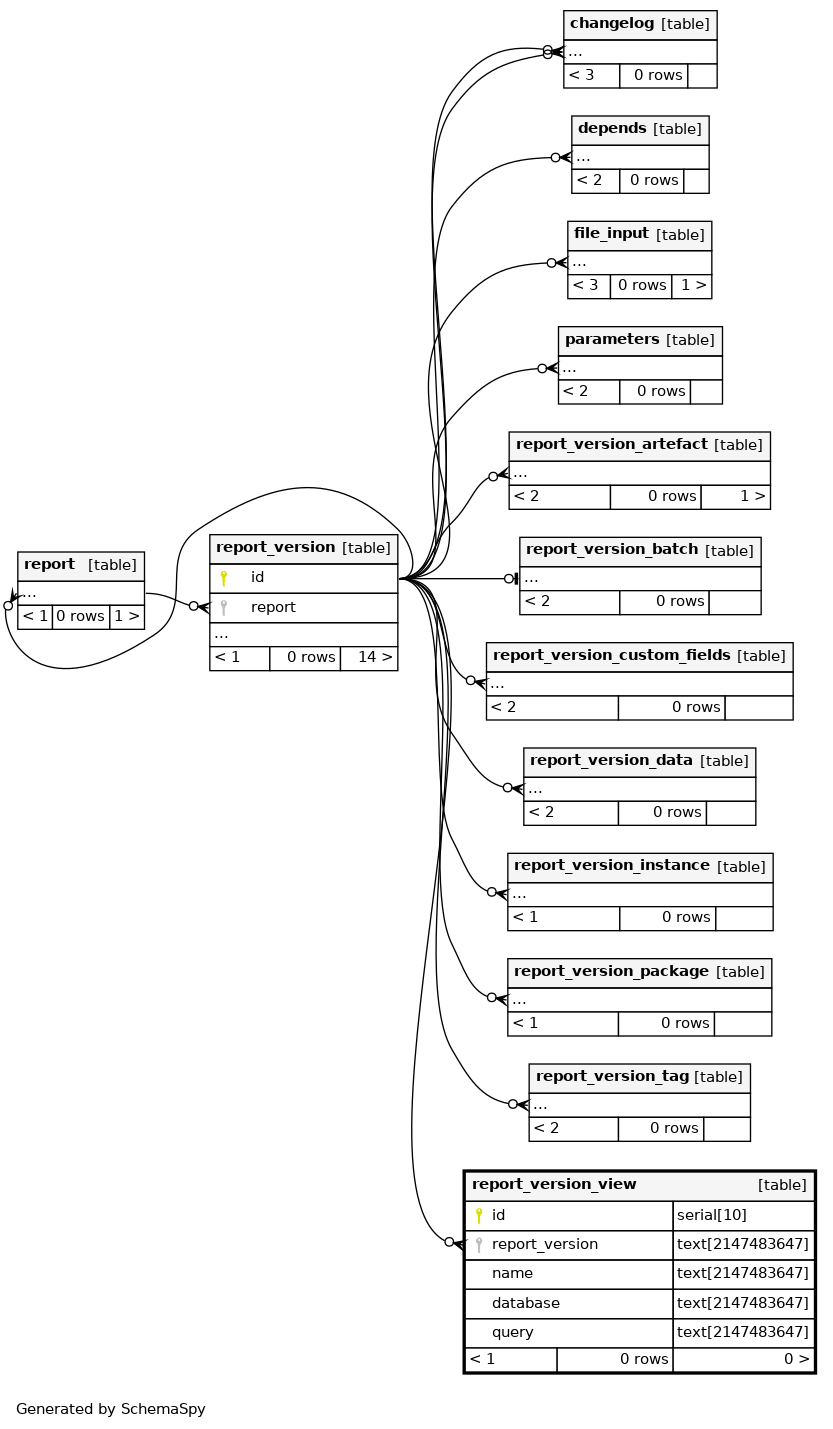 changelog [table]
...
< 3 0 rows
depends [table]
...
< 2 0 rows
file_input [table]
...
< 3 0 rows 1 >
parameters [table]
...
< 2 0 rows
report_version_artefact [table]
...
< 2 0 rows 1 >
report [table]
...
< 1 0 rows 1 >
report_version [table]
id
report
...
< 1 0 rows 14 >
report_version_batch [table]
...
< 2 0 rows
report_version_custom_fields [table]
...
< 2 0 rows
report_version_data [table]
...
< 2 0 rows
report_version_instance [table]
...
< 1 0 rows
report_version_package [table]
...
< 1 0 rows
report_version_tag [table]
...
< 2 0 rows
report_version_view [table]
id serial[10]
report_version text[2147483647]
name text[2147483647]
database text[2147483647]
query text[2147483647]
< 1 0 rows 0 >
Generated by SchemaSpy